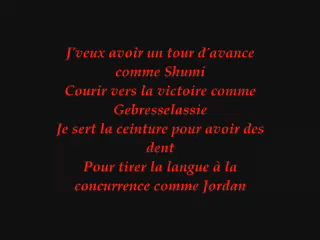 J'veux avoir un tour d'avance
comme Shumi
Courir vers la victoire comme
Gebresselassie
Je sert la ceinture pour avoir des
dent
Pour tirer la langue à la
concurrence comme Jordan